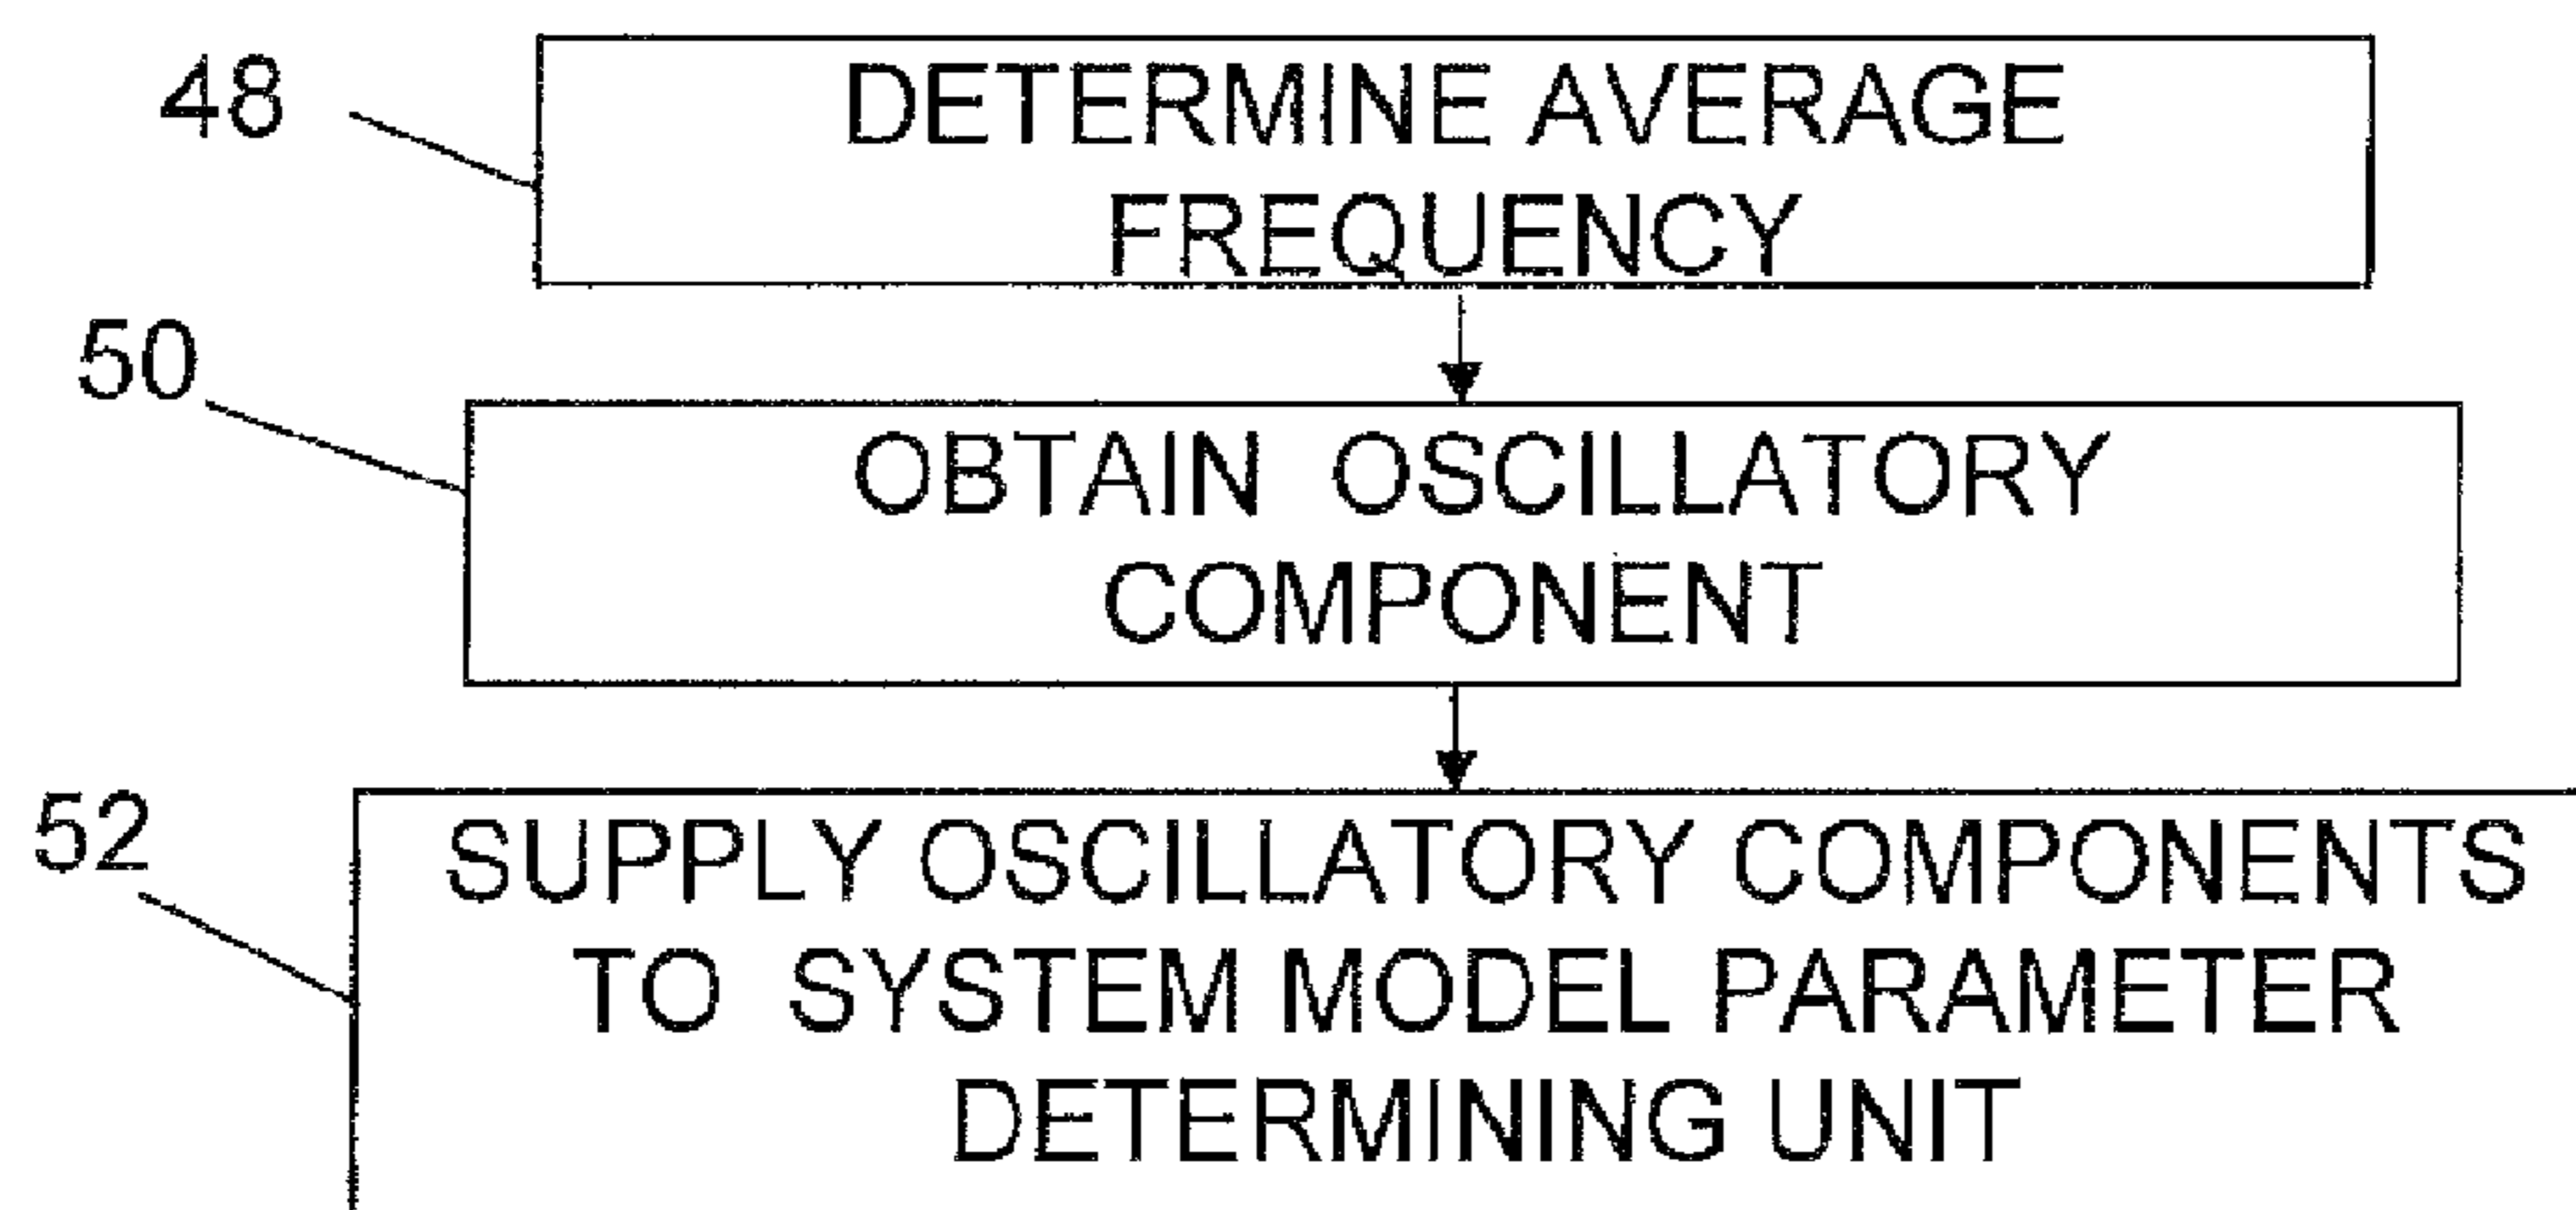 48
DETERMINE AVERAGE
FREQUENCY
50
OBTAIN OSCILLATORY
COMPONENT
52
SUPPLY OSCILLATORY COMPONENTS
TO SYSTEM MODEL PARAMETER
DETERMINING UNIT